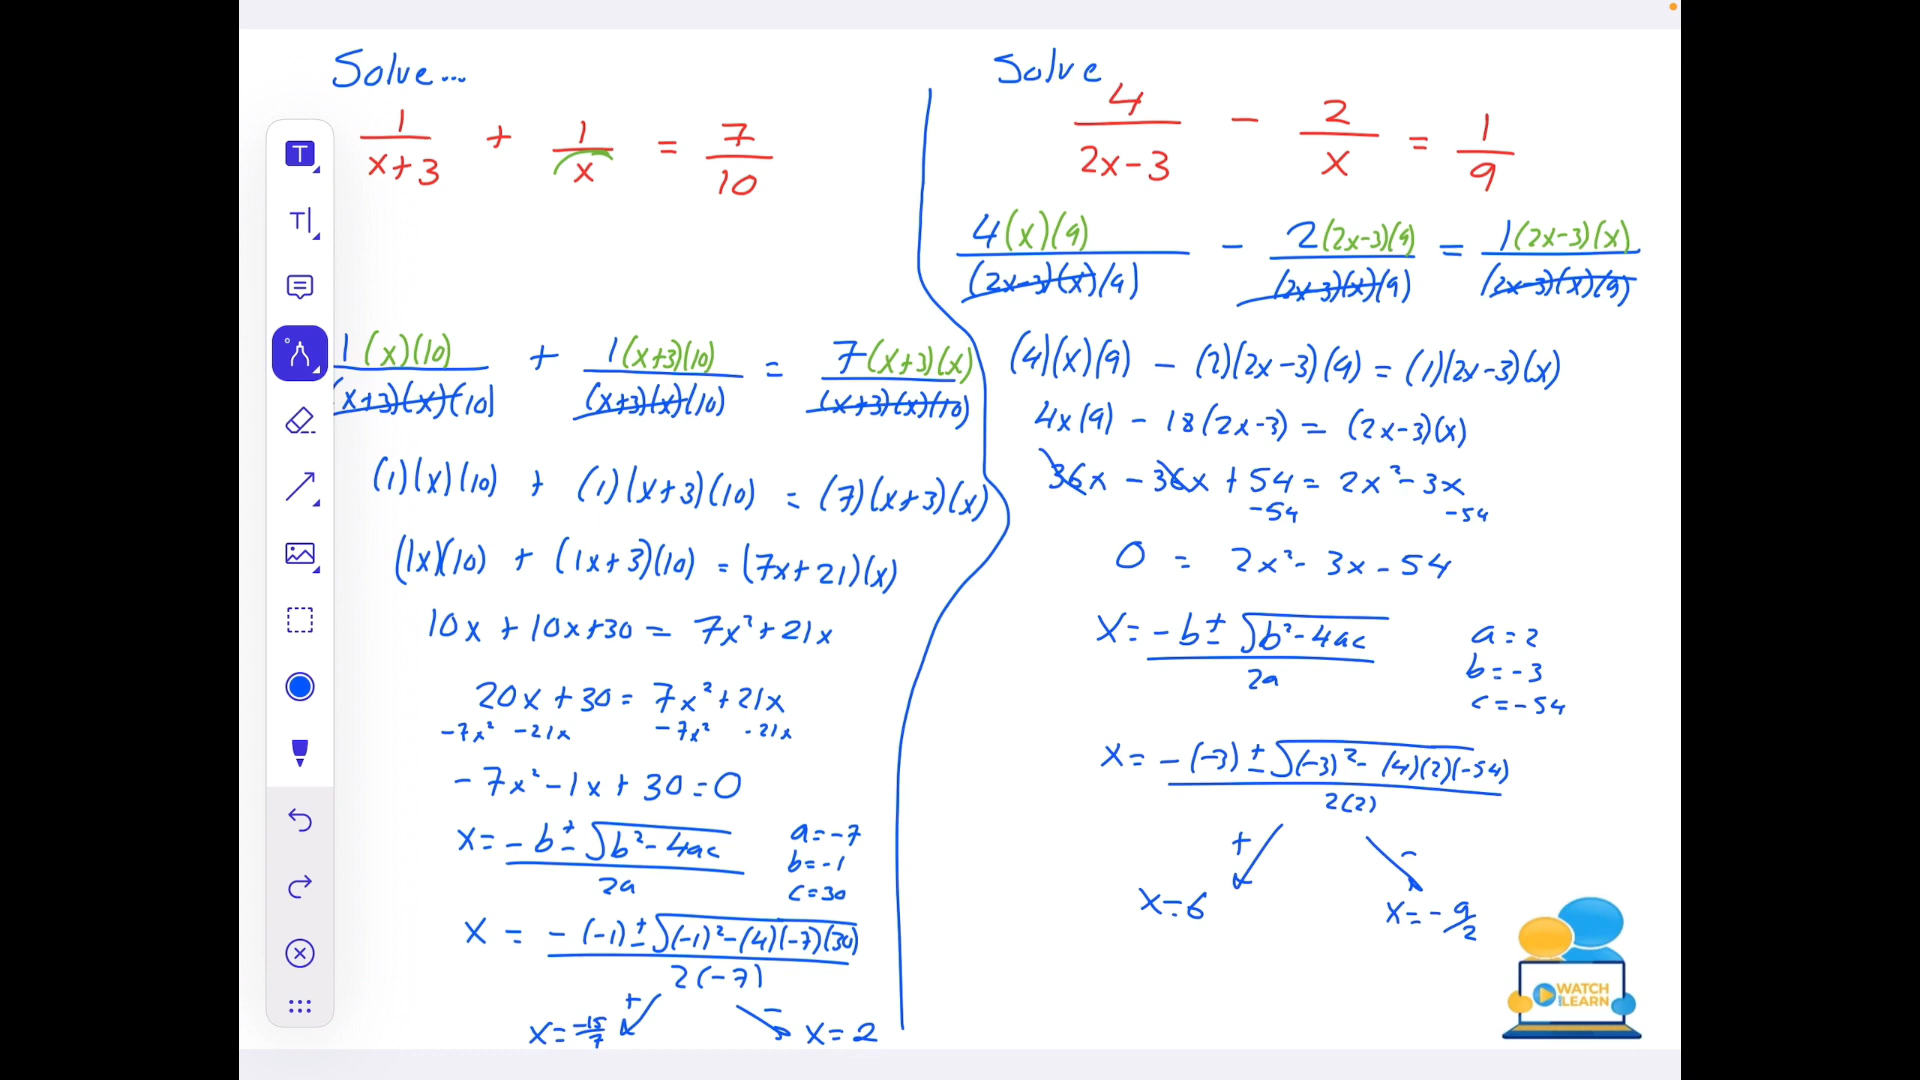 Solve...
1/(x+3) + 1/x = 7/10
1(x)(10)/(x+3)(x)(10) + 1(x+3)(10)/(x+3)(x)(10) = 7(x+3)(x)/(x+3)(x)(10)
(1)(x)(10) + (1)(x+3)(10) = (7)(x+3)(x)
(1x)(10) + (1x+3)(10) = (7x+21)(x)
10x + 10x+30 = 7x²+21x
20x + 30 = 7x² + 21x
-7x² -21x -7x² -21x
-7x² - 1x + 30 = 0
x = -b ± √b²-4ac / 2a
a = -7
b = -1
c = 30
x = -(-1) ± √(-1)²-(4)(-7)(30) / 2(-7)
+ -
x = -15/7 x = 2
Solve
4/(2x-3) - 2/x = 1/9
4(x)(9)/(2x-3)(x)(9) - 2(2x-3)(9)/(2x-3)(x)(9) = 1(2x-3)(x)/(2x-3)(x)(9)
(4)(x)(9) - (2)(2x-3)(9) = (1)(2x-3)(x)
4x(9) - 18(2x-3) = (2x-3)(x)
36x - 36x + 54 = 2x² - 3x
-54 -54
0 = 2x² - 3x - 54
X = -b ± √b²-4ac / 2a
a = 2
b = -3
c = -54
X = -(-3) ± √(-3)² - (4)(2)(-54) / 2(2)
+ -
X = 6 X = -9/2
T
T
WATCH
AND LEARN